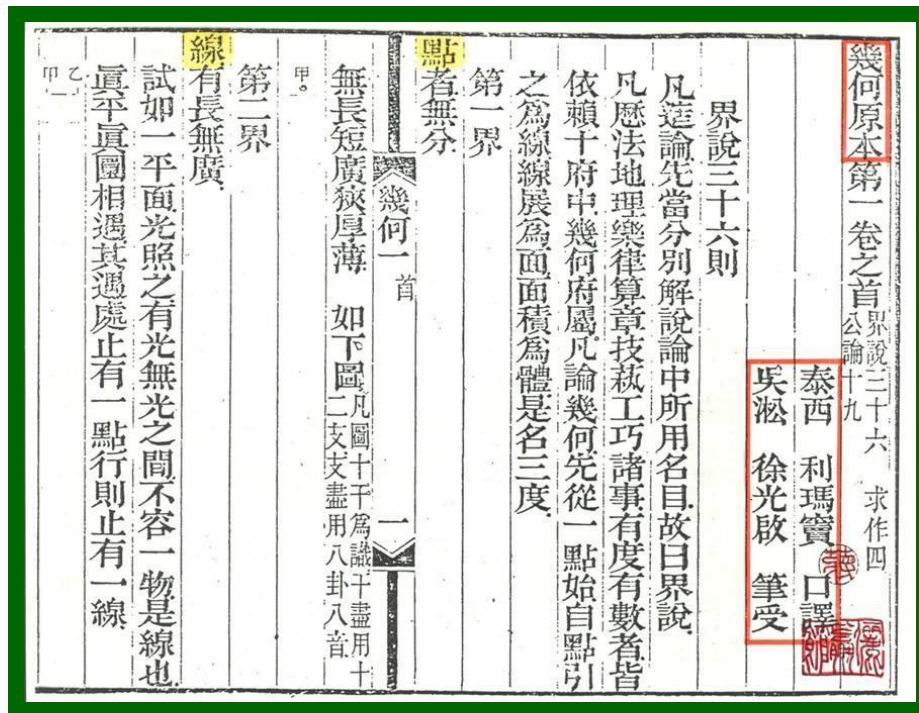 幾何原本第一卷之首 界說三十六 求作四
公論十九
泰西 利瑪竇 口譯
吳淞 徐光啟 筆受
界說三十六則
凡造論先當分別解說論中所用名目故曰界說
凡歷法地理樂律算章技藝工巧諸事有度有數者皆
依賴十府中幾何府屬凡論幾何先從一點始自點引
之爲線線展爲面面積爲體是名三度
第一界
點者無分
幾何一 首 一
無長短廣狹厚薄 如下圖 凡圖十干爲識干盡用十
二支支盡用八卦八音
甲
第二界
線有長無廣
試如一平面光照之有光無光之間不容一物是線也
眞平眞圜相遇其遇處止有一點行則止有一線
乙
甲